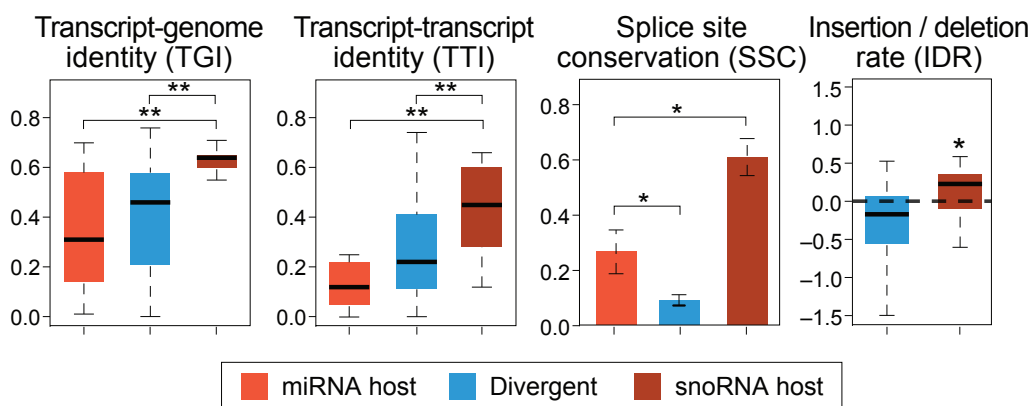 Transcript-genome
identity (TGI)
**
**
0.8
0.6
0.4
0.2
0.0
Transcript-transcript
identity (TTI)
**
**
0.8
0.6
0.4
0.2
0.0
Splice site
conservation (SSC)
*
*
0.8
0.6
0.4
0.2
0.0
Insertion / deletion
rate (IDR)
*
1.5
1.0
0.5
0.0
−0.5
−1.0
−1.5
miRNA host
Divergent
snoRNA host